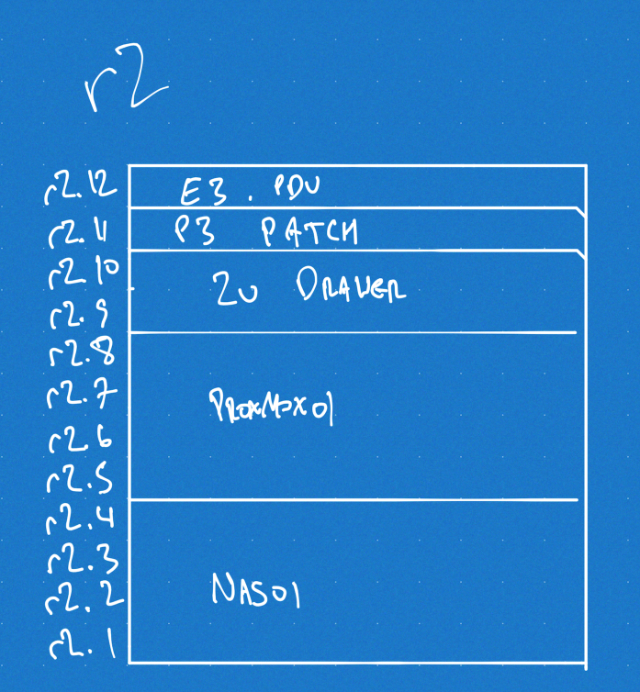 r2
r2.12 E3. PDU
r2.11 P3 PATCH
r2.10
2U DRAWER
r2.9
r2.8
r2.7
PROXMOX01
r2.6
r2.5
r2.4
r2.3
r2.2 NAS01
r2.1